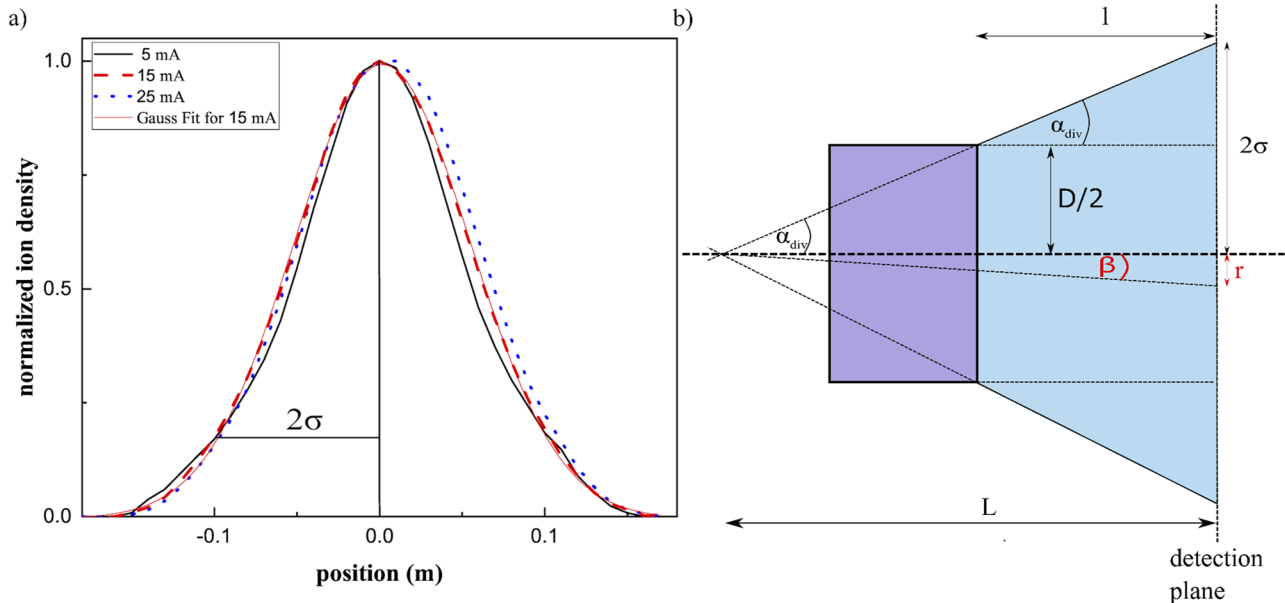 a)
5 mA
15 mA
25 mA
Gauss Fit for 15 mA
normalized ion density
1.0
0.5
0.0
2σ
-0.1
0.0
0.1
position (m)
b)
l
α_div
2σ
D/2
α_div
β)
r
L
detection
plane